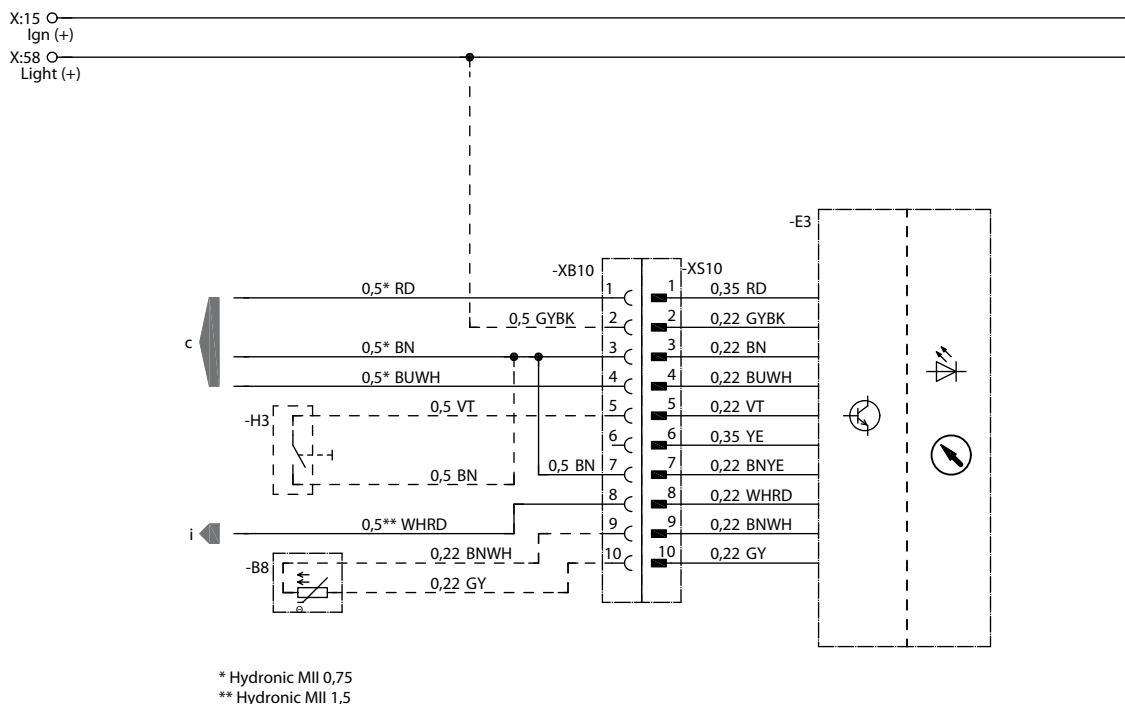 X:15
Ign (+)
X:58
Light (+)
-E3
-XB10 -XS10
0,5* RD 1 1 0,35 RD
0,5 GYBK 2 2 0,22 GYBK
0,5* BN 3 3 0,22 BN
c
0,5* BUWH 4 4 0,22 BUWH
0,5 VT 5 5 0,22 VT
-H3
6 6 0,35 YE
0,5 BN 7 7 0,22 BNYE
0,5 BN
8 8 0,22 WHRD
i 0,5** WHRD 9 9 0,22 BNWH
0,22 BNWH 10 10 0,22 GY
-B8
0,22 GY
Θ
* Hydronic MII 0,75
** Hydronic MII 1,5